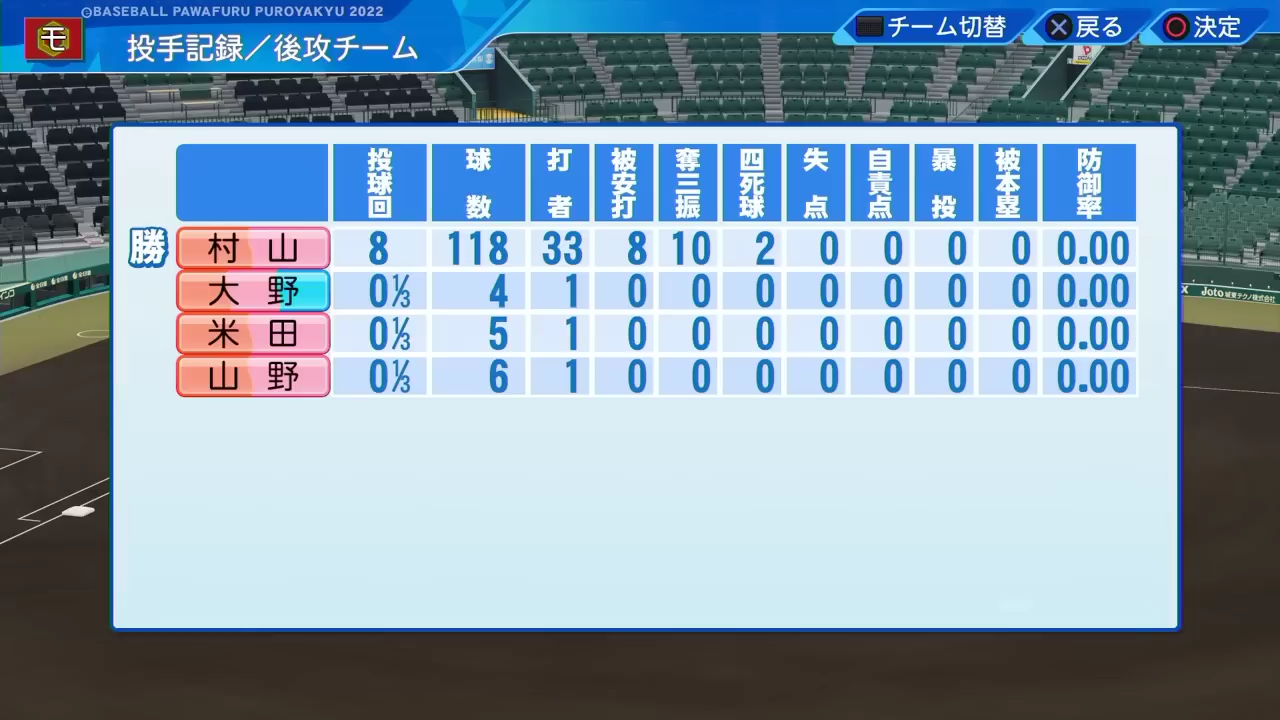 ©BASEBALL PAWAFURU PUROYAKYU 2022
モ 投手記録／後攻チーム
チーム切替 戻る 決定
投球回 球数 打者 被安打 奪三振 四死球 失点 自責点 暴投 被本塁 防御率
勝 村山 8 118 33 8 10 2 0 0 0 0 0.00
大野 0⅓ 4 1 0 0 0 0 0 0 0 0.00
米田 0⅓ 5 1 0 0 0 0 0 0 0 0.00
山野 0⅓ 6 1 0 0 0 0 0 0 0 0.00
Joto